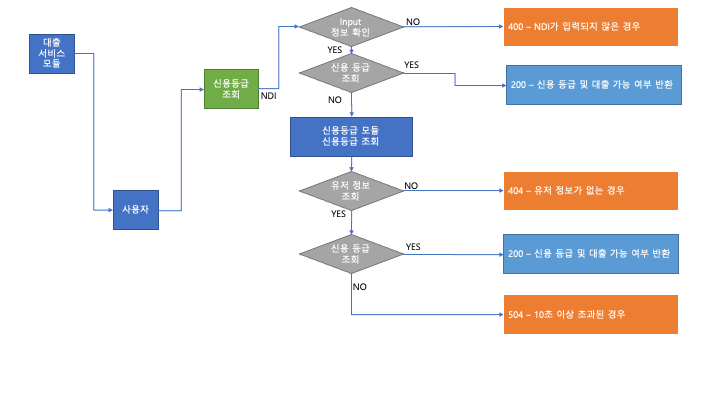 대출
서비스
모듈
사용자
신용등급
조회
NDI
Input
정보 확인
NO
400 – NDI가 입력되지 않은 경우
YES
신용 등급
조회
YES
200 – 신용 등급 및 대출 가능 여부 반환
NO
신용등급 모듈
신용등급 조회
유저 정보
조회
NO
404 – 유저 정보가 없는 경우
YES
신용 등급
조회
YES
200 – 신용 등급 및 대출 가능 여부 반환
NO
504 – 10초 이상 초과된 경우